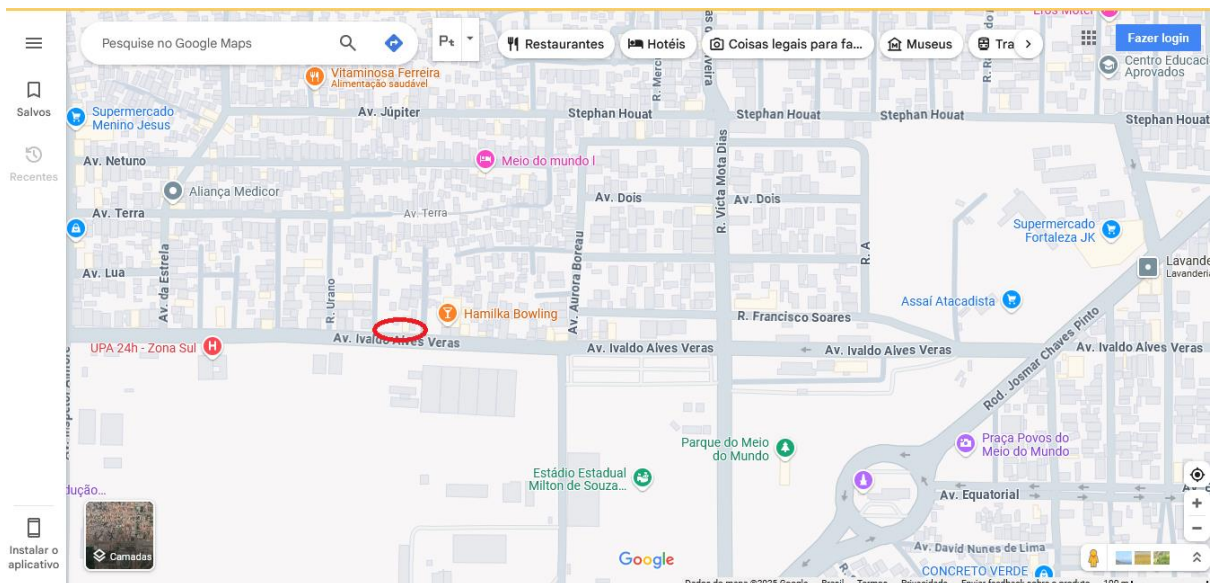 Pesquise no Google Maps
Pt
Restaurantes
Hotéis
Coisas legais para fa...
Museus
Tra
Fazer login
Salvos
Recentes
Instalar o
aplicativo
Eros Motel
Centro Educaci
Aprovados
Vitaminosa Ferreira
Alimentação saudável
Supermercado
Menino Jesus
Av. Júpiter
Stephan Houat
Stephan Houat
Stephan Houat
Stephan Houat
R. Merc
Av. Netuno
Meio do mundo I
Aliança Medicor
Av. Terra
Av. Terra
Av. Dois
Av. Dois
R. Victa Mota Dias
Supermercado
Fortaleza JK
Lavande
Lavanderia
Av. Lua
Av. da Estrela
R. Urano
Av. Aurora Boreau
R. A
Assaí Atacadista
Hamilka Bowling
R. Francisco Soares
UPA 24h - Zona Sul
Av. Ivaldo Alves Veras
Av. Ivaldo Alves Veras
Av. Ivaldo Alves Veras
Av. Ivaldo Alves Veras
Rod. Josmar Chaves Pinto
Parque do Meio
do Mundo
Praça Povos do
Meio do Mundo
Estádio Estadual
Milton de Souza...
dução...
Av. Equatorial
Camadas
Google
Av. David Nunes de Lima
CONCRETO VERDE